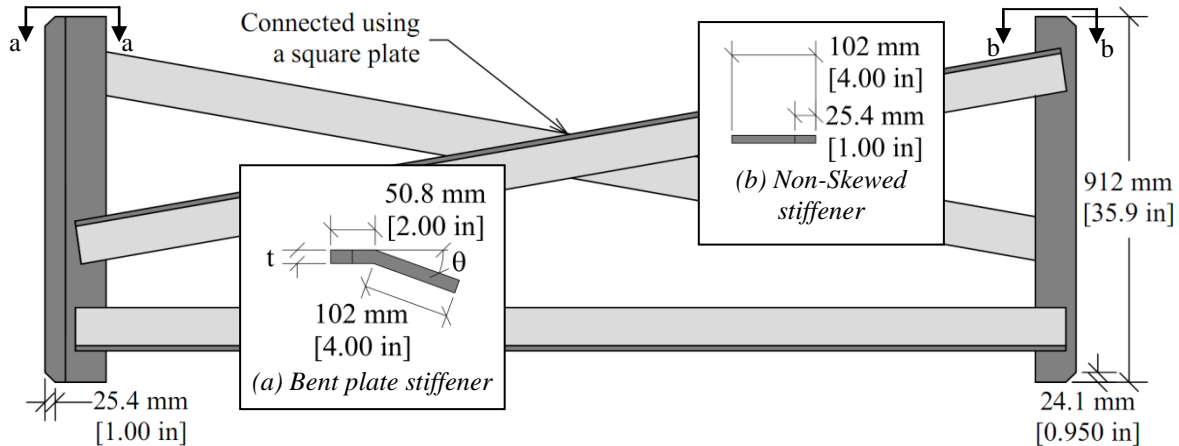 a
a
Connected using
a square plate
b
b
102 mm
[4.00 in]
25.4 mm
[1.00 in]
(b) Non-Skewed
stiffener
50.8 mm
[2.00 in]
t
θ
102 mm
[4.00 in]
(a) Bent plate stiffener
912 mm
[35.9 in]
25.4 mm
[1.00 in]
24.1 mm
[0.950 in]